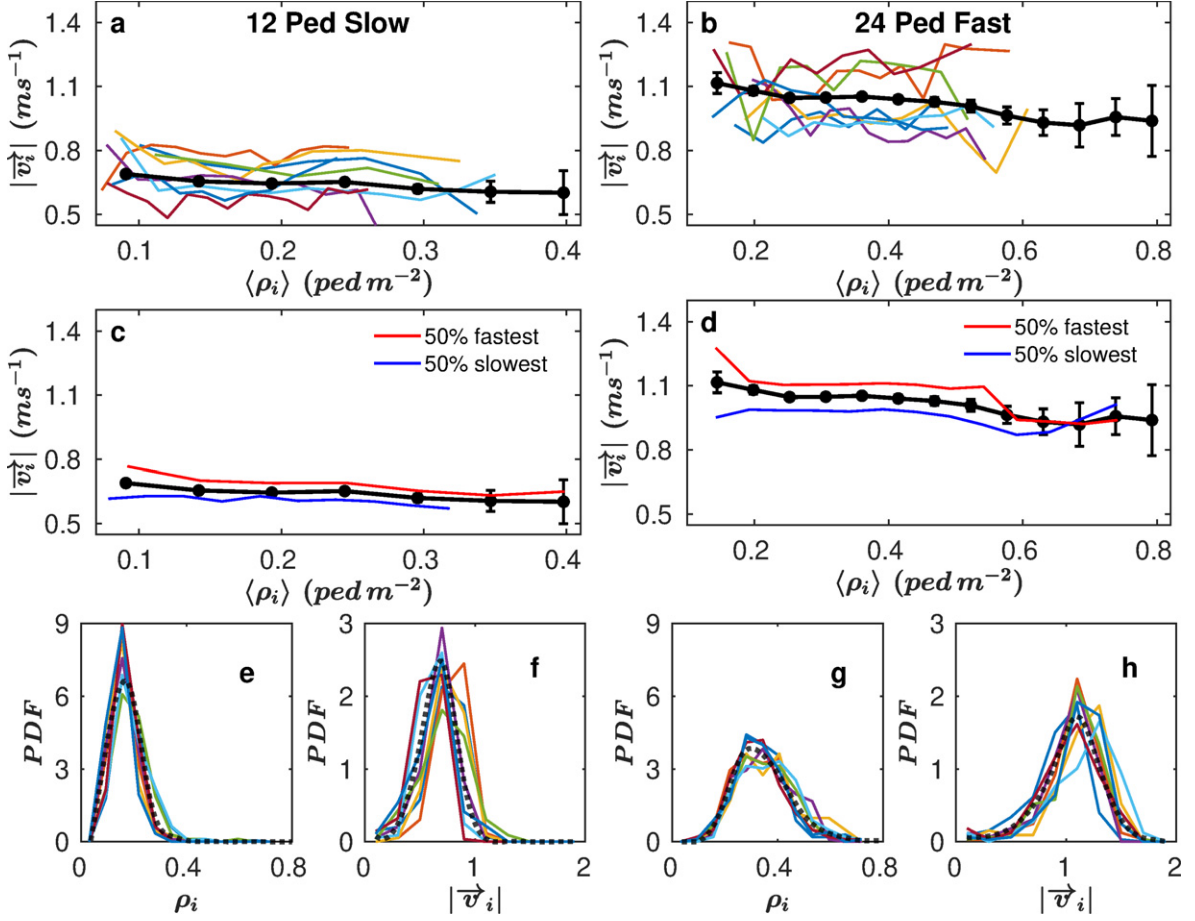 a 12 Ped Slow
1.4
1.1
0.8
0.5
|v⃗i| (ms⁻¹)
0.1 0.2 0.3 0.4
⟨ρi⟩ (ped m⁻²)
b 24 Ped Fast
1.4
1.1
0.8
0.5
|v⃗i| (ms⁻¹)
0.2 0.4 0.6 0.8
⟨ρi⟩ (ped m⁻²)
c
50% fastest
50% slowest
1.4
1.1
0.8
0.5
|v⃗i| (ms⁻¹)
0.1 0.2 0.3 0.4
⟨ρi⟩ (ped m⁻²)
d
50% fastest
50% slowest
1.4
1.1
0.8
0.5
|v⃗i| (ms⁻¹)
0.2 0.4 0.6 0.8
⟨ρi⟩ (ped m⁻²)
e
9
6
3
0
PDF
0 0.4 0.8
ρi
f
3
2
1
0
PDF
0 1 2
|v⃗i|
g
9
6
3
0
PDF
0 0.4 0.8
ρi
h
3
2
1
0
PDF
0 1 2
|v⃗i|